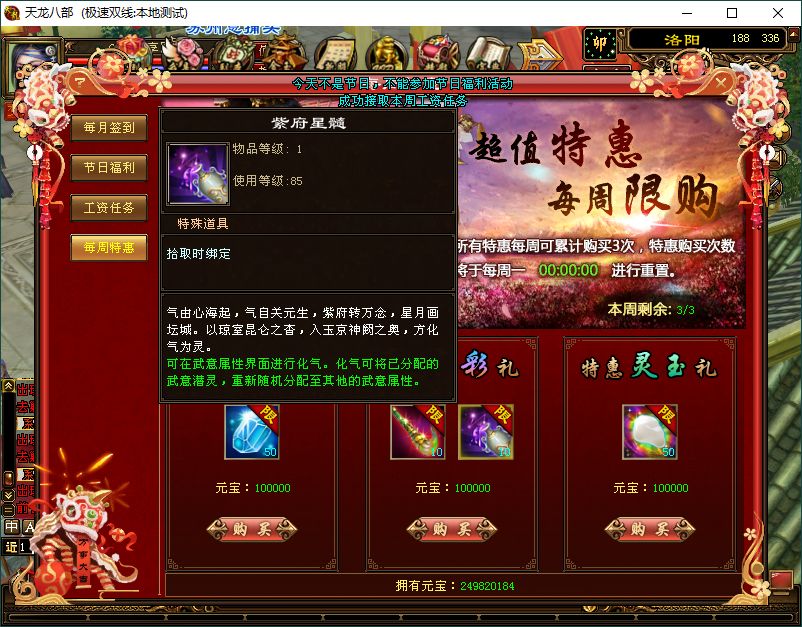 天龙八部 (极速双线:本地测试)
卯
洛阳
188 336
今天不是节日,不能参加节日福利活动
成功接取本周工资任务
每月签到
节日福利
工资任务
每周特惠
紫府星髓
物品等级: 1
使用等级:85
特殊道具
拾取时绑定
气由心海起，气自关元生，紫府转万念，星月画
坛城。以琼室昆仑之杳，入玉京神阙之奥，方化
气为灵。
可在武意属性界面进行化气。化气可将已分配的
武意潜灵，重新随机分配至其他的武意属性。
超值特惠
每周限购
所有特惠每周可累计购买3次，特惠购买次数
将于每周一 00:00:00 进行重置。
本周剩余: 3/3
彩礼
特惠灵玉礼
限
50
限
10
限
10
限
50
元宝：100000
元宝：100000
元宝：100000
购买
购买
购买
拥有元宝：249820184
中 A
近1
万事大吉